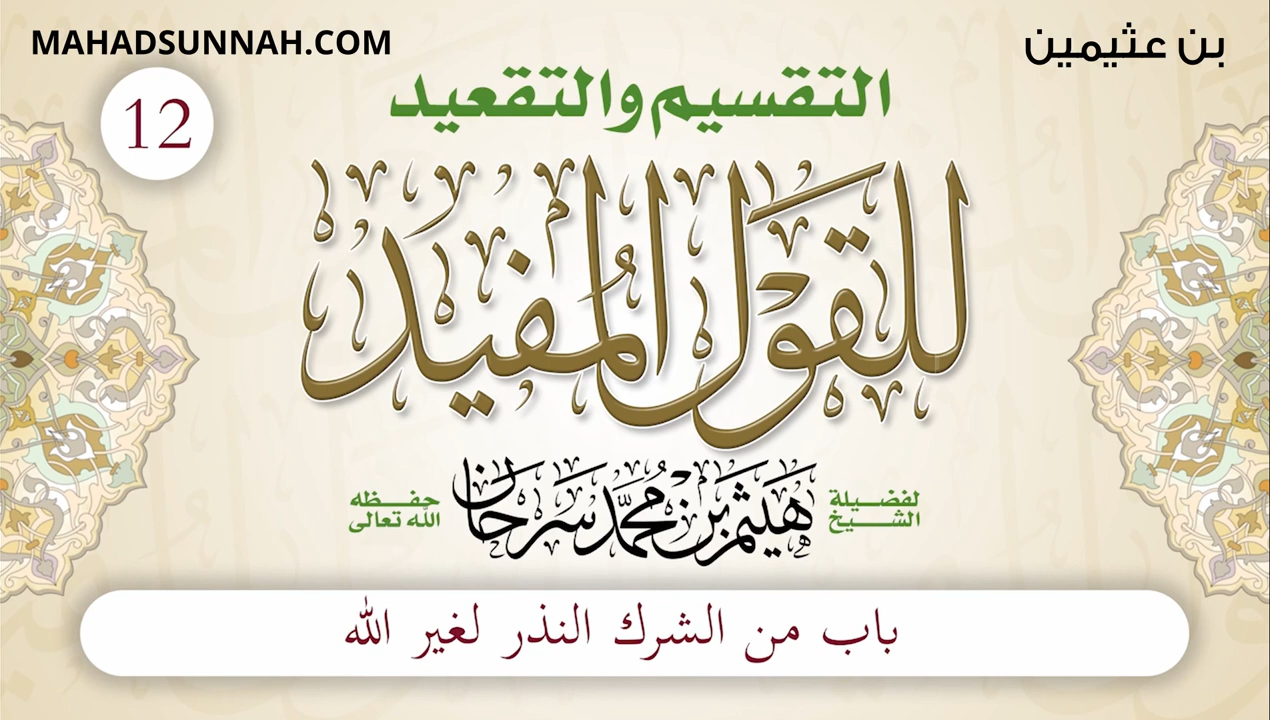 MAHADSUNNAH.COM
بن عثيمين
12
التقسيم والتقعيد
للقول المفيد
لفضيلة الشيخ
هيثم بن محمد سرحان
حفظه الله تعالى
باب من الشرك النذر لغير الله